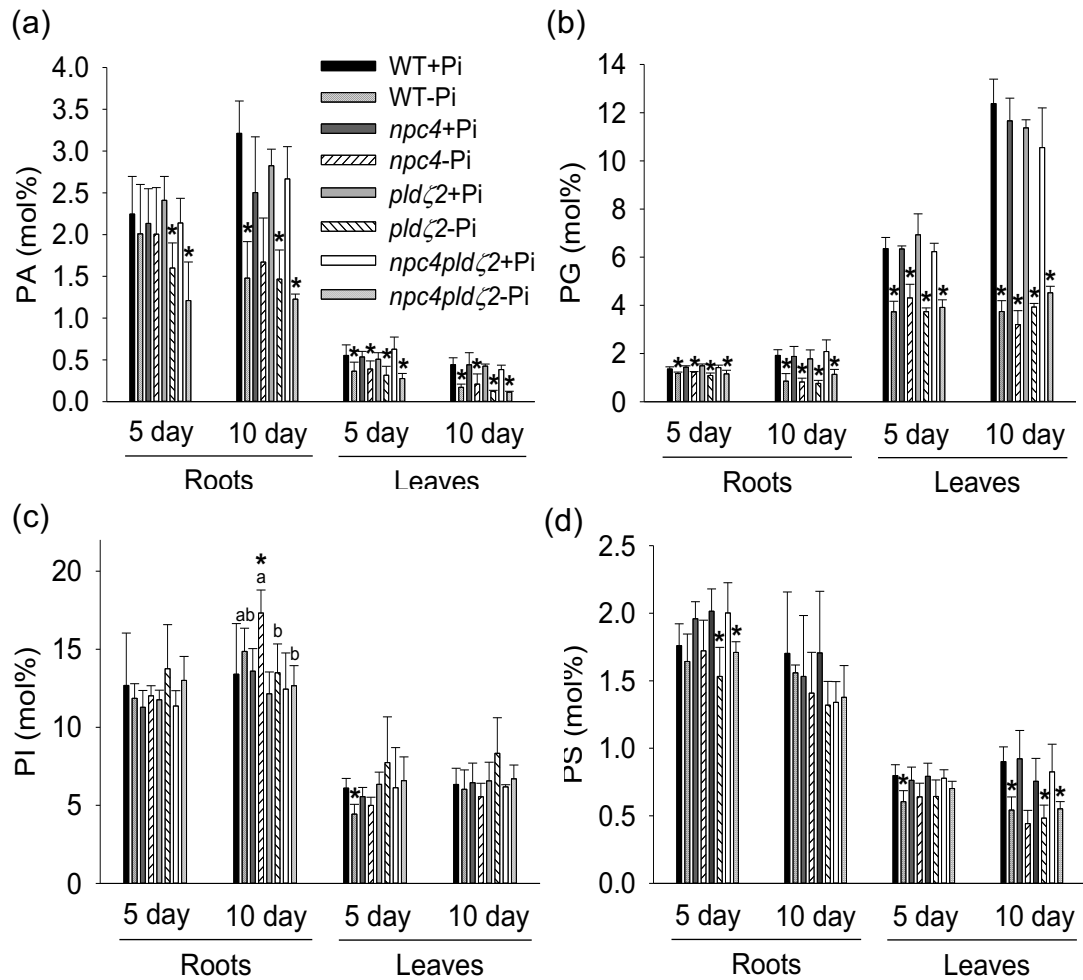 (a)
PA (mol%)
4.0
3.5
3.0
2.5
2.0
1.5
1.0
0.5
0.0
* * * * * * * * * * * * *
WT+Pi
WT-Pi
npc4+Pi
npc4-Pi
pldζ2+Pi
pldζ2-Pi
npc4pldζ2+Pi
npc4pldζ2-Pi
5 day 10 day 5 day 10 day
Roots Leaves
(b)
PG (mol%)
14
12
10
8
6
4
2
0
* * * * * * * * * * * * * * * *
5 day 10 day 5 day 10 day
Roots Leaves
(c)
PI (mol%)
20
15
10
5
0
*
ab a b b
*
5 day 10 day 5 day 10 day
Roots Leaves
(d)
PS (mol%)
2.5
2.0
1.5
1.0
0.5
0.0
* * * * * *
5 day 10 day 5 day 10 day
Roots Leaves